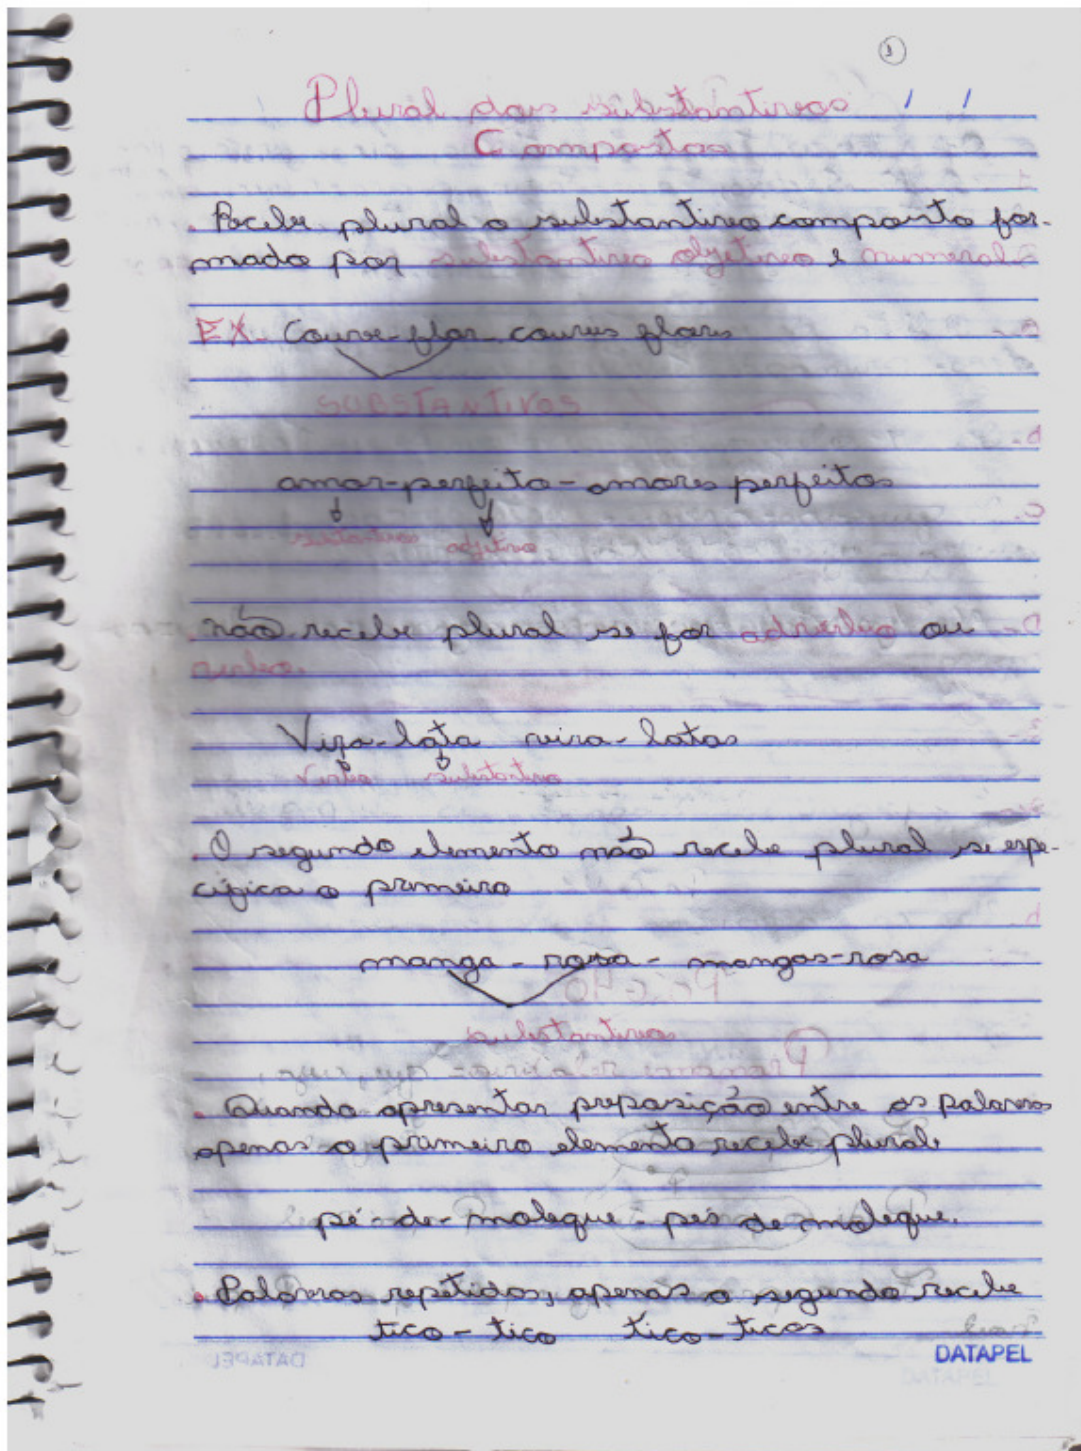 1
Plural dos substantivos / /
Compostos
. Recebe plural o substantivo composto for-
mado por substantivo adjetivo e numeral.
EX- Couve-flor-couves flores
SUBSTANTIVOS
amor-perfeito-amores perfeitos
adjetivo
. não recebe plural se for advérbio ou
verbo.
Vira-lata vira-latas
Verbo substantivo
. O segundo elemento não recebe plural se espe-
cifica o primeiro
manga-rosa-mangas-rosa
substantivos
. Quando apresentar preposição entre as palavras
apenas o primeiro elemento recebe plural.
pé-de-moleque-pés de moleque.
. Palavras repetidas, apenas o segundo recebe
tico-tico tico-ticos
DATAPEL